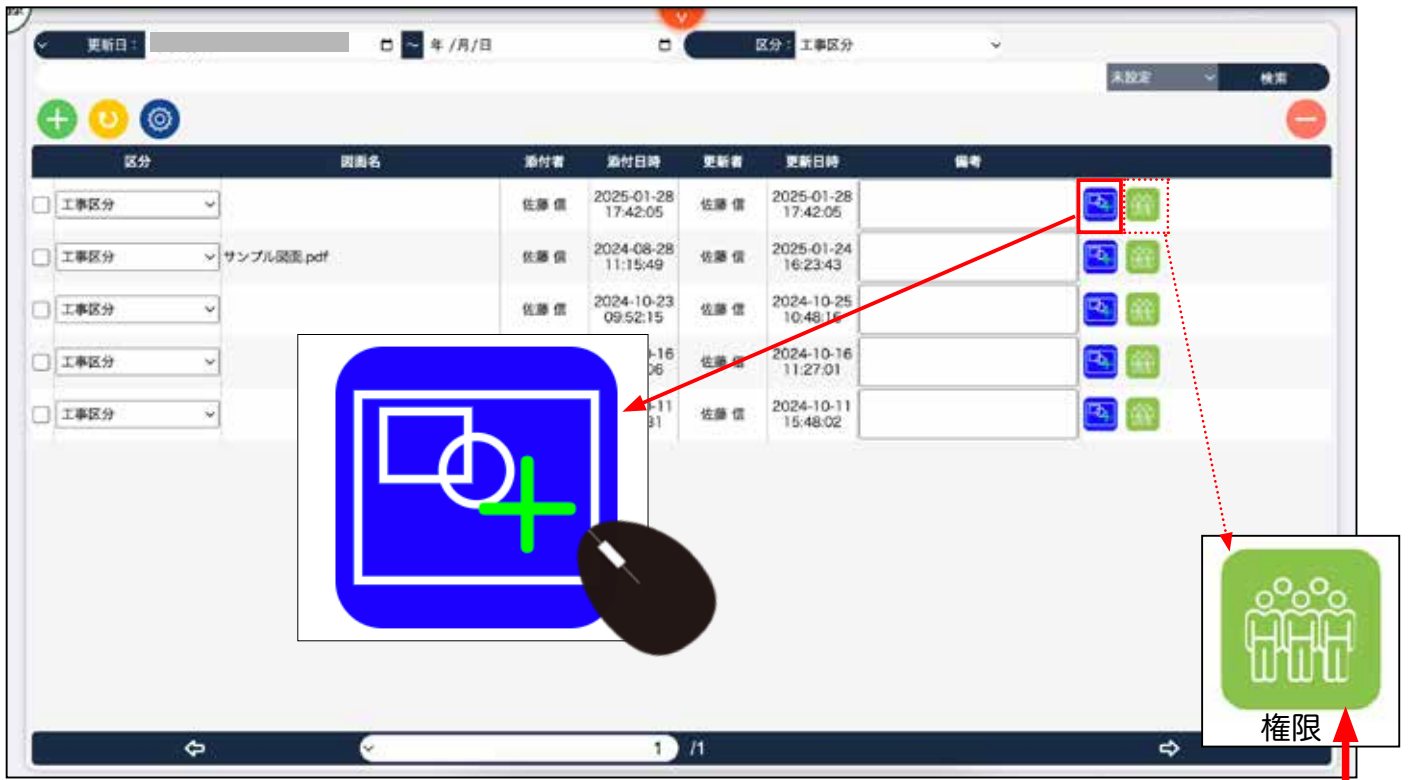 更新日：
～ 年 /月/日
区分： 工事区分
未設定 検索
区分 図面名 添付者 添付日時 更新者 更新日時 備考
工事区分 佐藤 信 2025-01-28 17:42:05 佐藤 信 2025-01-28 17:42:05
工事区分 サンプル図面.pdf 佐藤 信 2024-08-28 11:15:49 佐藤 信 2025-01-24 16:23:43
工事区分 佐藤 信 2024-10-23 09:52:15 佐藤 信 2024-10-25 10:48:16
工事区分 佐藤 信 2024-10-16 11:27:01
工事区分 佐藤 信 2024-10-11 15:48:02
権限
1 /1